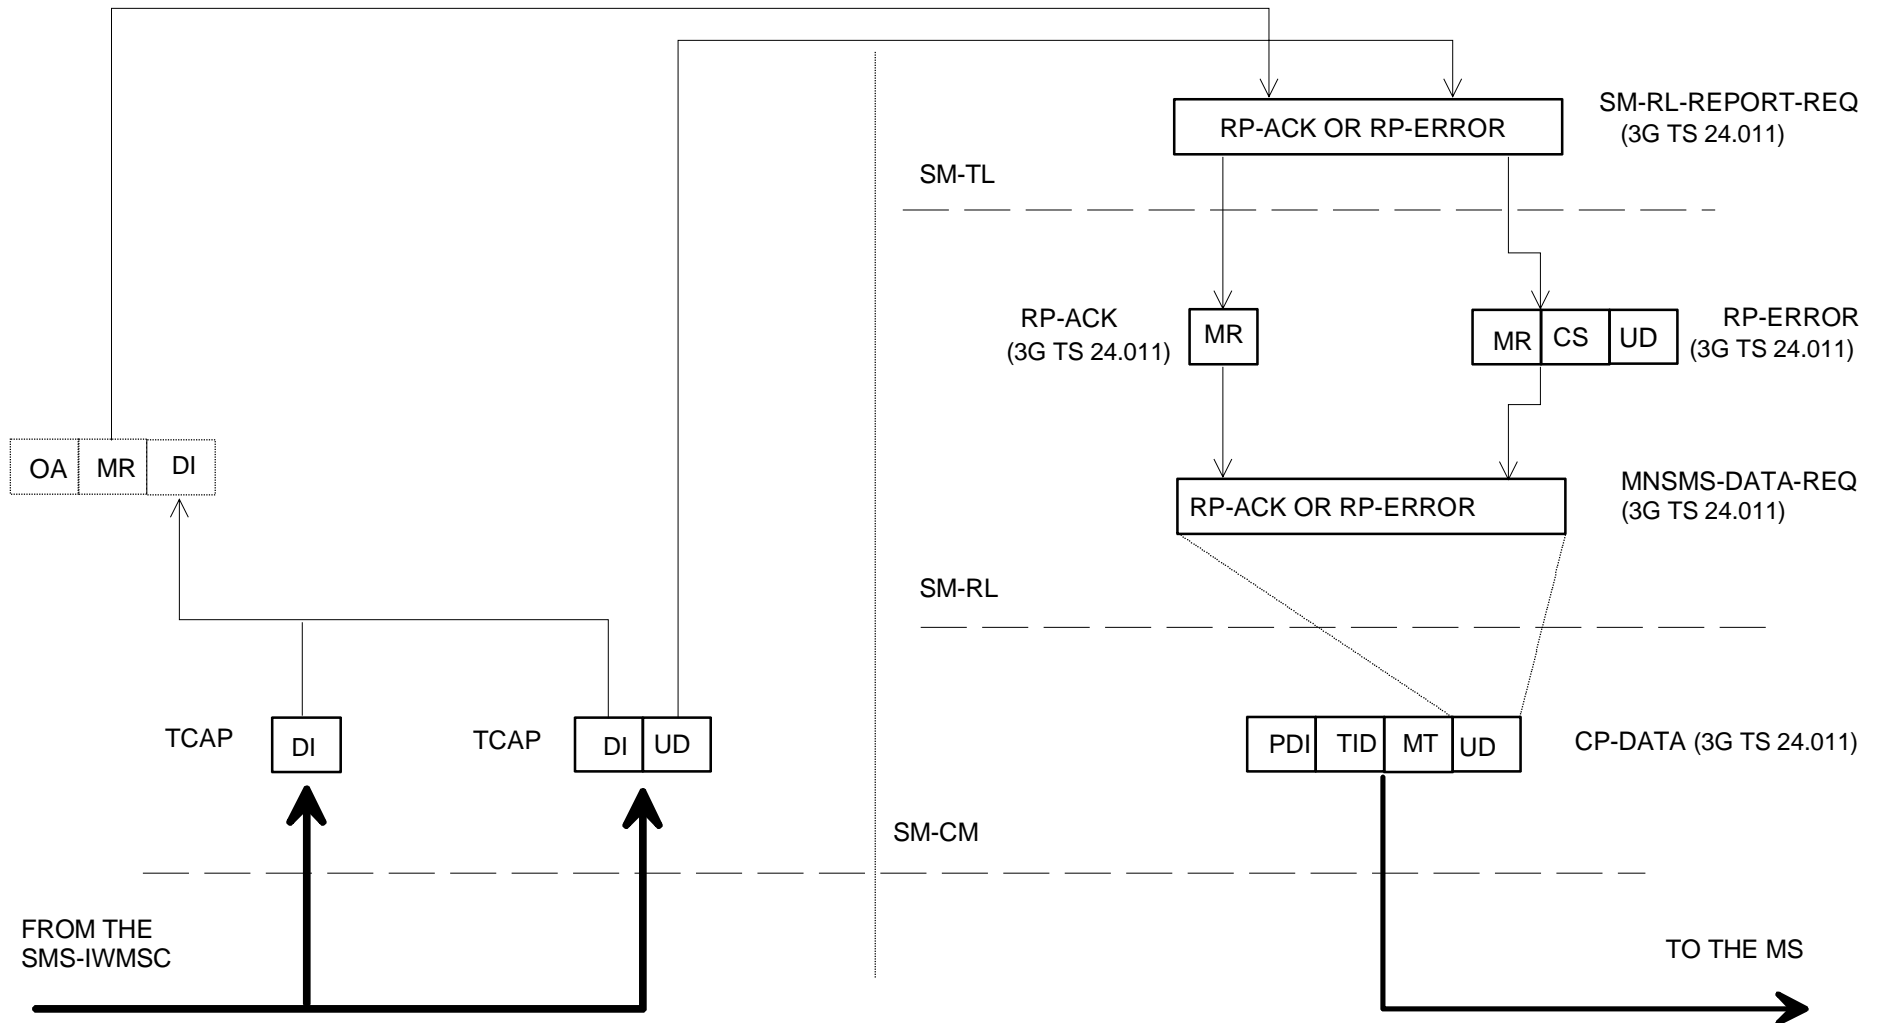 SM-RL-REPORT-REQ
(3G TS 24.011)
RP-ACK OR RP-ERROR
SM-TL
RP-ACK
(3G TS 24.011)
MR
MR CS UD
RP-ERROR
(3G TS 24.011)
OA MR DI
RP-ACK OR RP-ERROR
MNSMS-DATA-REQ
(3G TS 24.011)
SM-RL
TCAP DI
TCAP DI UD
PDI TID MT UD
CP-DATA (3G TS 24.011)
SM-CM
FROM THE
SMS-IWMSC
TO THE MS